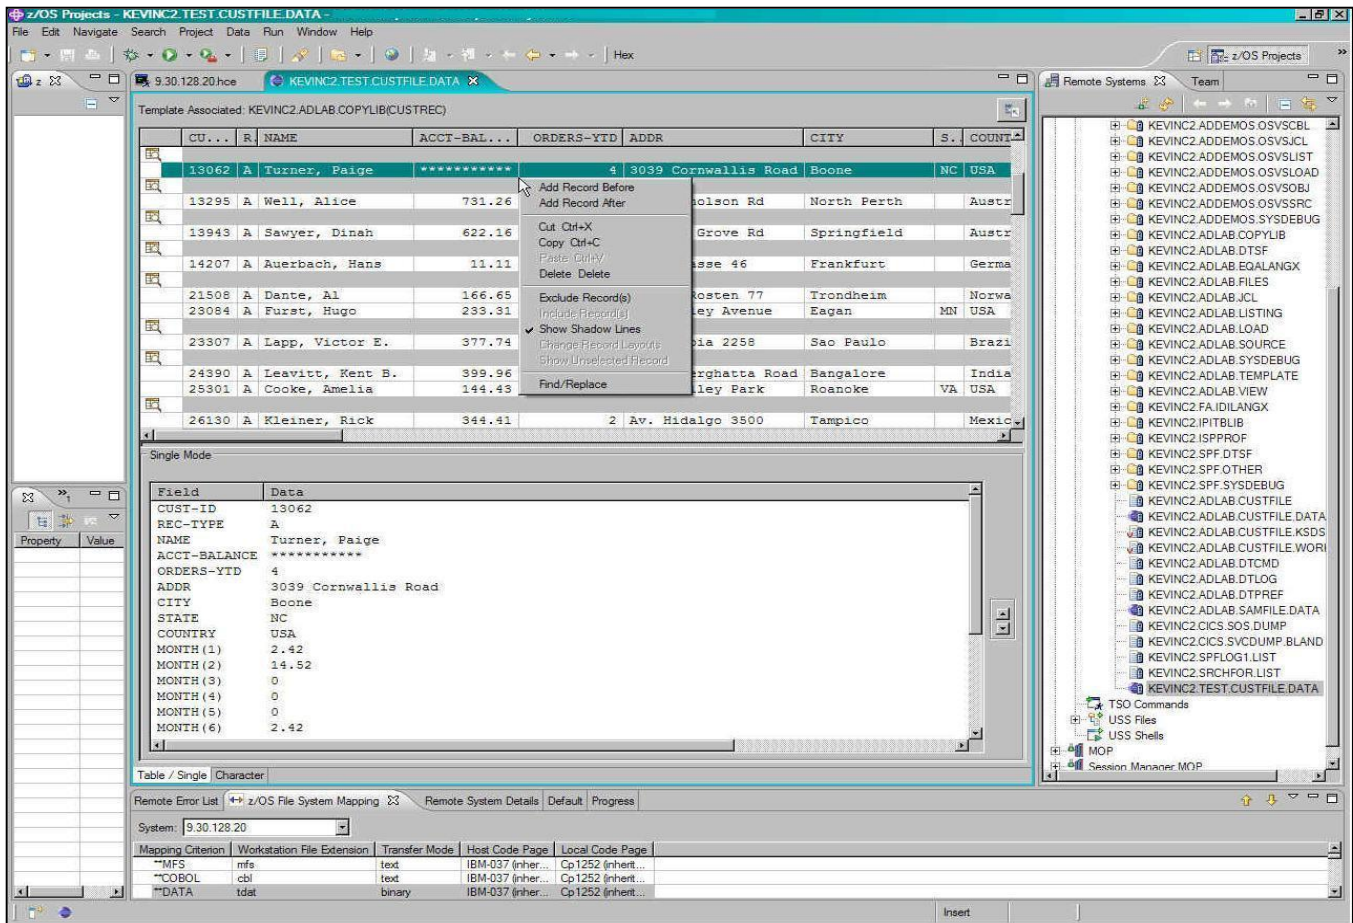 z/OS Projects - KEVINC2.TEST.CUSTFILE.DATA -
File Edit Navigate Search Project Data Run Window Help
Hex
z/OS Projects
z
9.30.128.20.hce
KEVINC2.TEST.CUSTFILE.DATA
Remote Systems
Team
Template Associated: KEVINC2.ADLAB.COPYLIB(CUSTREC)
CU... R. NAME ACCT-BAL... ORDERS-YTD ADDR CITY S.. COUNT
13062 A Turner, Paige *********** 4 3039 Cornwallis Road Boone NC USA
13295 A Well, Alice 731.26 olson Rd North Perth Austr
13943 A Sawyer, Dinah 622.16 Grove Rd Springfield Austr
14207 A Auerbach, Hans 11.11 asse 46 Frankfurt Germa
21508 A Dante, Al 166.65 Rosten 77 Trondheim Norwa
23084 A Furst, Hugo 233.31 ley Avenue Eagan MN USA
23307 A Lapp, Victor E. 377.74 ia 2258 Sao Paulo Brazi
24390 A Leavitt, Kent B. 399.96 erghatta Road Bangalore India
25301 A Cooke, Amelia 144.43 ley Park Roanoke VA USA
26130 A Kleiner, Rick 344.41 2 Av. Hidalgo 3500 Tampico Mexic
Add Record Before
Add Record After
Cut Ctrl+X
Copy Ctrl+C
Paste Ctrl+V
Delete Delete
Exclude Record(s)
Include Record(s)
Show Shadow Lines
Change Record Layouts
Show Unselected Record
Find/Replace
Single Mode
Field Data
CUST-ID 13062
REC-TYPE A
NAME Turner, Paige
ACCT-BALANCE ***********
ORDERS-YTD 4
ADDR 3039 Cornwallis Road
CITY Boone
STATE NC
COUNTRY USA
MONTH(1) 2.42
MONTH(2) 14.52
MONTH(3) 0
MONTH(4) 0
MONTH(5) 0
MONTH(6) 2.42
Table / Single Character
Property Value
KEVINC2.ADDEMOS.OSVSCBL
KEVINC2.ADDEMOS.OSVSJCL
KEVINC2.ADDEMOS.OSVSLIST
KEVINC2.ADDEMOS.OSVSLOAD
KEVINC2.ADDEMOS.OSVSOBJ
KEVINC2.ADDEMOS.OSVSSRC
KEVINC2.ADDEMOS.SYSDEBUG
KEVINC2.ADLAB.COPYLIB
KEVINC2.ADLAB.DTSF
KEVINC2.ADLAB.EQALANGX
KEVINC2.ADLAB.FILES
KEVINC2.ADLAB.JCL
KEVINC2.ADLAB.LISTING
KEVINC2.ADLAB.LOAD
KEVINC2.ADLAB.SOURCE
KEVINC2.ADLAB.SYSDEBUG
KEVINC2.ADLAB.TEMPLATE
KEVINC2.ADLAB.VIEW
KEVINC2.FA.IDILANGX
KEVINC2.IPITBLIB
KEVINC2.ISPPROF
KEVINC2.SPF.DTSF
KEVINC2.SPF.OTHER
KEVINC2.SPF.SYSDEBUG
KEVINC2.ADLAB.CUSTFILE
KEVINC2.ADLAB.CUSTFILE.DATA
KEVINC2.ADLAB.CUSTFILE.KSDS
KEVINC2.ADLAB.CUSTFILE.WORK
KEVINC2.ADLAB.DTCMD
KEVINC2.ADLAB.DTLOG
KEVINC2.ADLAB.DTPREF
KEVINC2.ADLAB.SAMFILE.DATA
KEVINC2.CICS.SOS.DUMP
KEVINC2.CICS.SVCDUMP.BLAND
KEVINC2.SPFLOG1.LIST
KEVINC2.SRCHFOR.LIST
KEVINC2.TEST.CUSTFILE.DATA
TSO Commands
USS Files
USS Shells
MOP
Session Manager MOP
Remote Error List z/OS File System Mapping Remote System Details Default Progress
System: 9.30.128.20
Mapping Criterion Workstation File Extension Transfer Mode Host Code Page Local Code Page
**MFS mfs text IBM-037 (inher... Cp1252 (inherit...
**COBOL cbl text IBM-037 (inher... Cp1252 (inherit...
**DATA tdat binary IBM-037 (inher... Cp1252 (inherit...
Insert